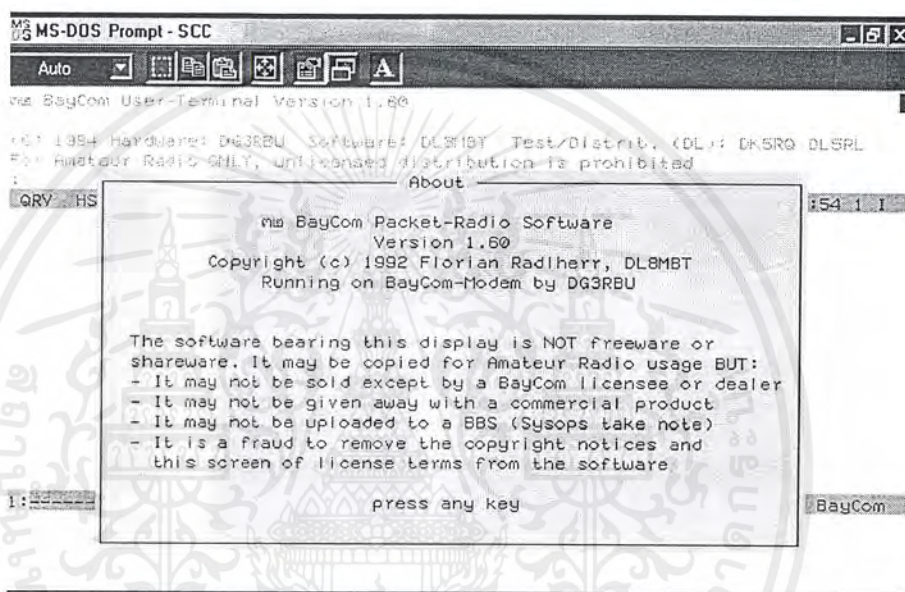 MS-DOS Prompt - SCC
Auto
BayCom User-Terminal Version 1.60
(C) 1994 Hardware: DG3RBU Software: DL8MBT Test/Distrib. (DL): DK5RQ DL5RL
For Amateur Radio ONLY, unlicensed distribution is prohibited
About
QRV HS
:54 1 I
BayCom Packet-Radio Software
Version 1.60
Copyright (c) 1992 Florian Radlherr, DL8MBT
Running on BayCom-Modem by DG3RBU
The software bearing this display is NOT freeware or
shareware. It may be copied for Amateur Radio usage BUT:
- It may not be sold except by a BayCom licensee or dealer
- It may not be given away with a commercial product
- It may not be uploaded to a BBS (Sysops take note)
- It is a fraud to remove the copyright notices and
this screen of license terms from the software
press any key
1:
BayCom